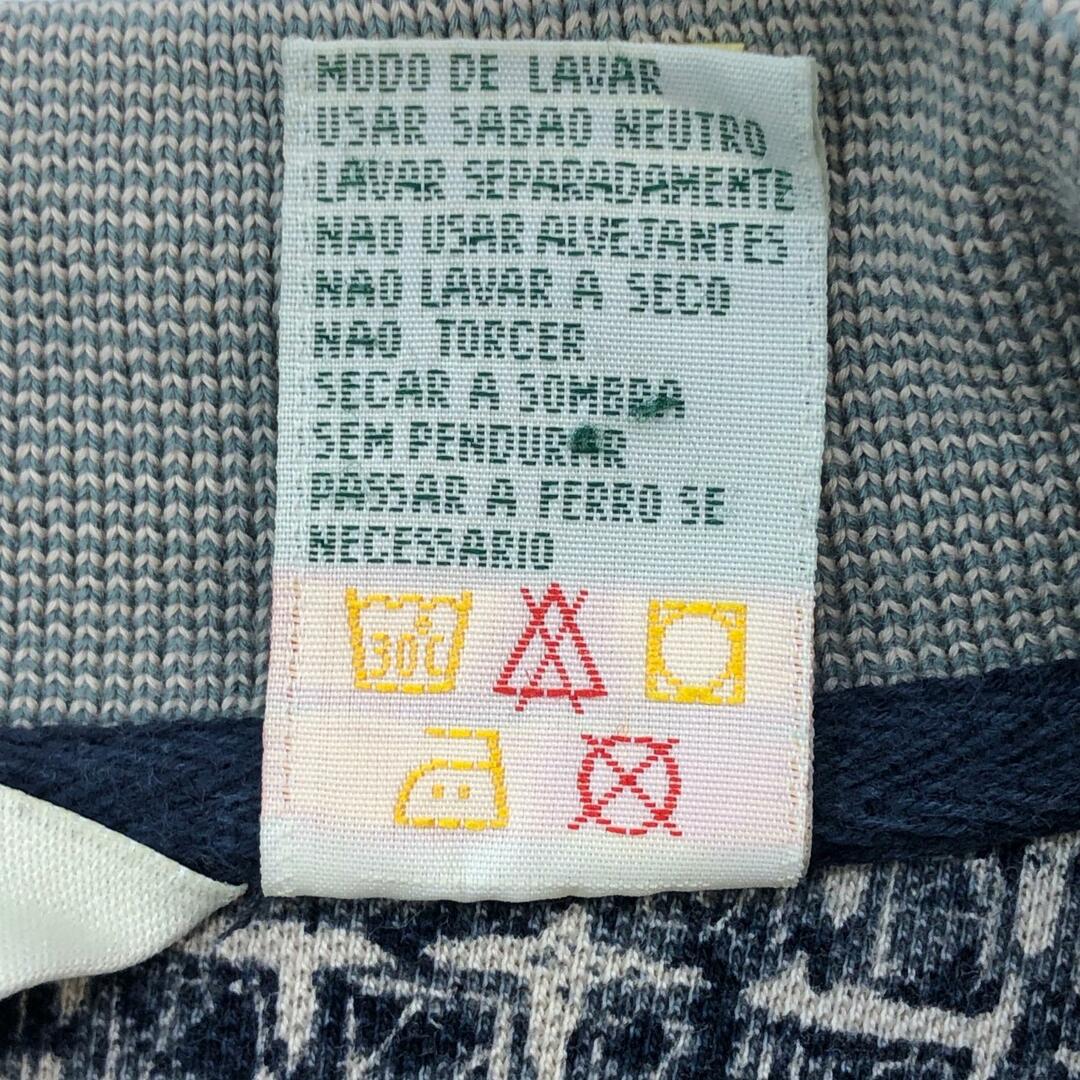 MODO DE LAVAR
USAR SABAO NEUTRO
LAVAR SEPARADAMENTE
NAO USAR ALVEJANTES
NAO LAVAR A SECO
NAO TORCER
SECAR A SOMBRA
SEM PENDURAR
PASSAR A FERRO SE
NECESSARIO
30°C